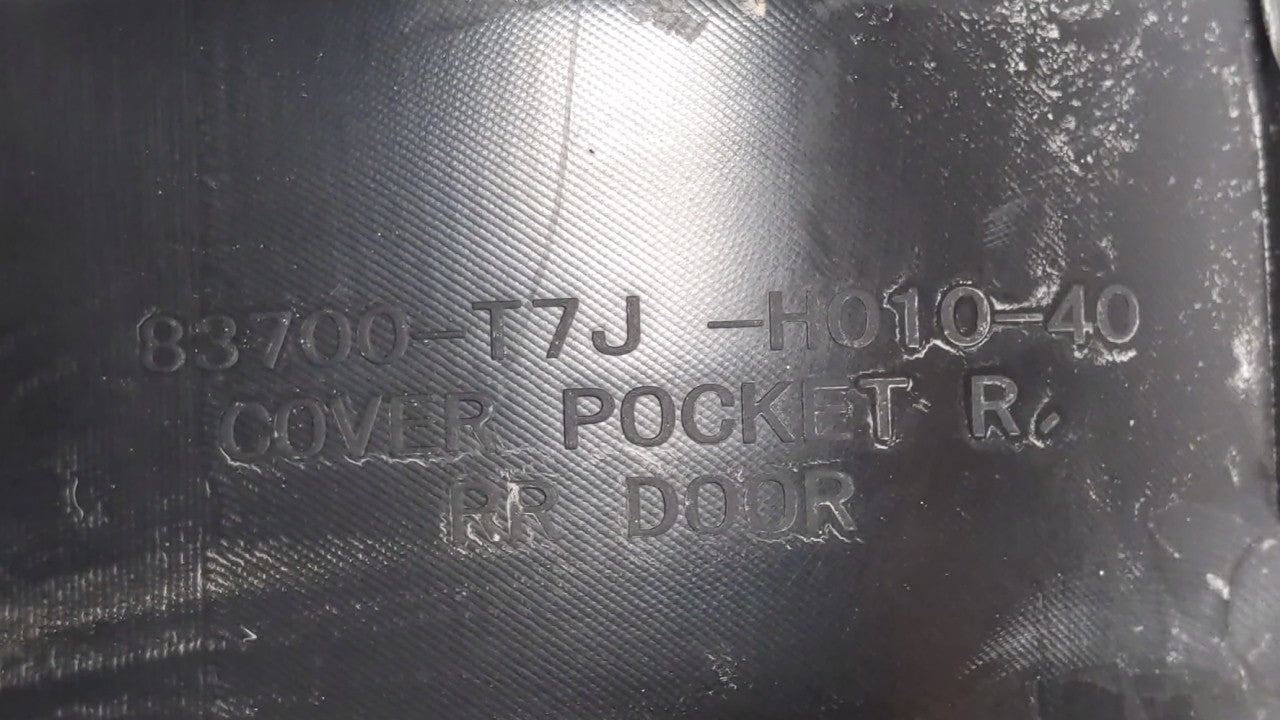 83700-T7J -H010-40
COVER POCKET R,
RR DOOR